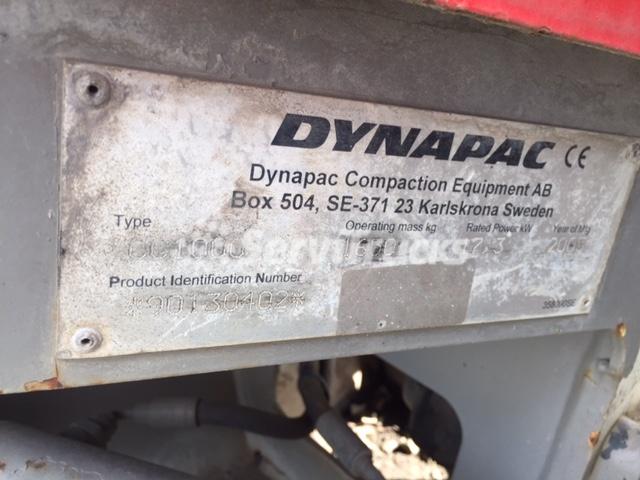 DYNAPAC CE
Dynapac Compaction Equipment AB
Box 504, SE-371 23 Karlskrona Sweden
Type Operating mass kg Rated Power kW Year of Mfg
Product Identification Number
*90130402*